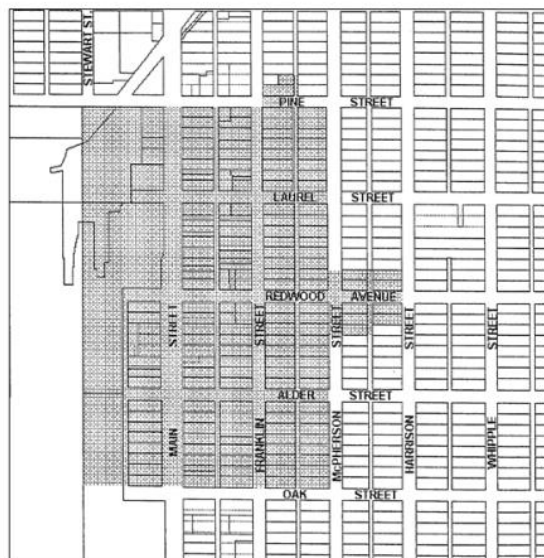 STEWART ST.
PINE STREET
LAUREL STREET
REDWOOD AVENUE
STREET
STREET
STREET
STREET
STREET
ALDER STREET
MAIN
FRANKLIN
McPHERSON
HARRISON
WHIPPLE
OAK STREET